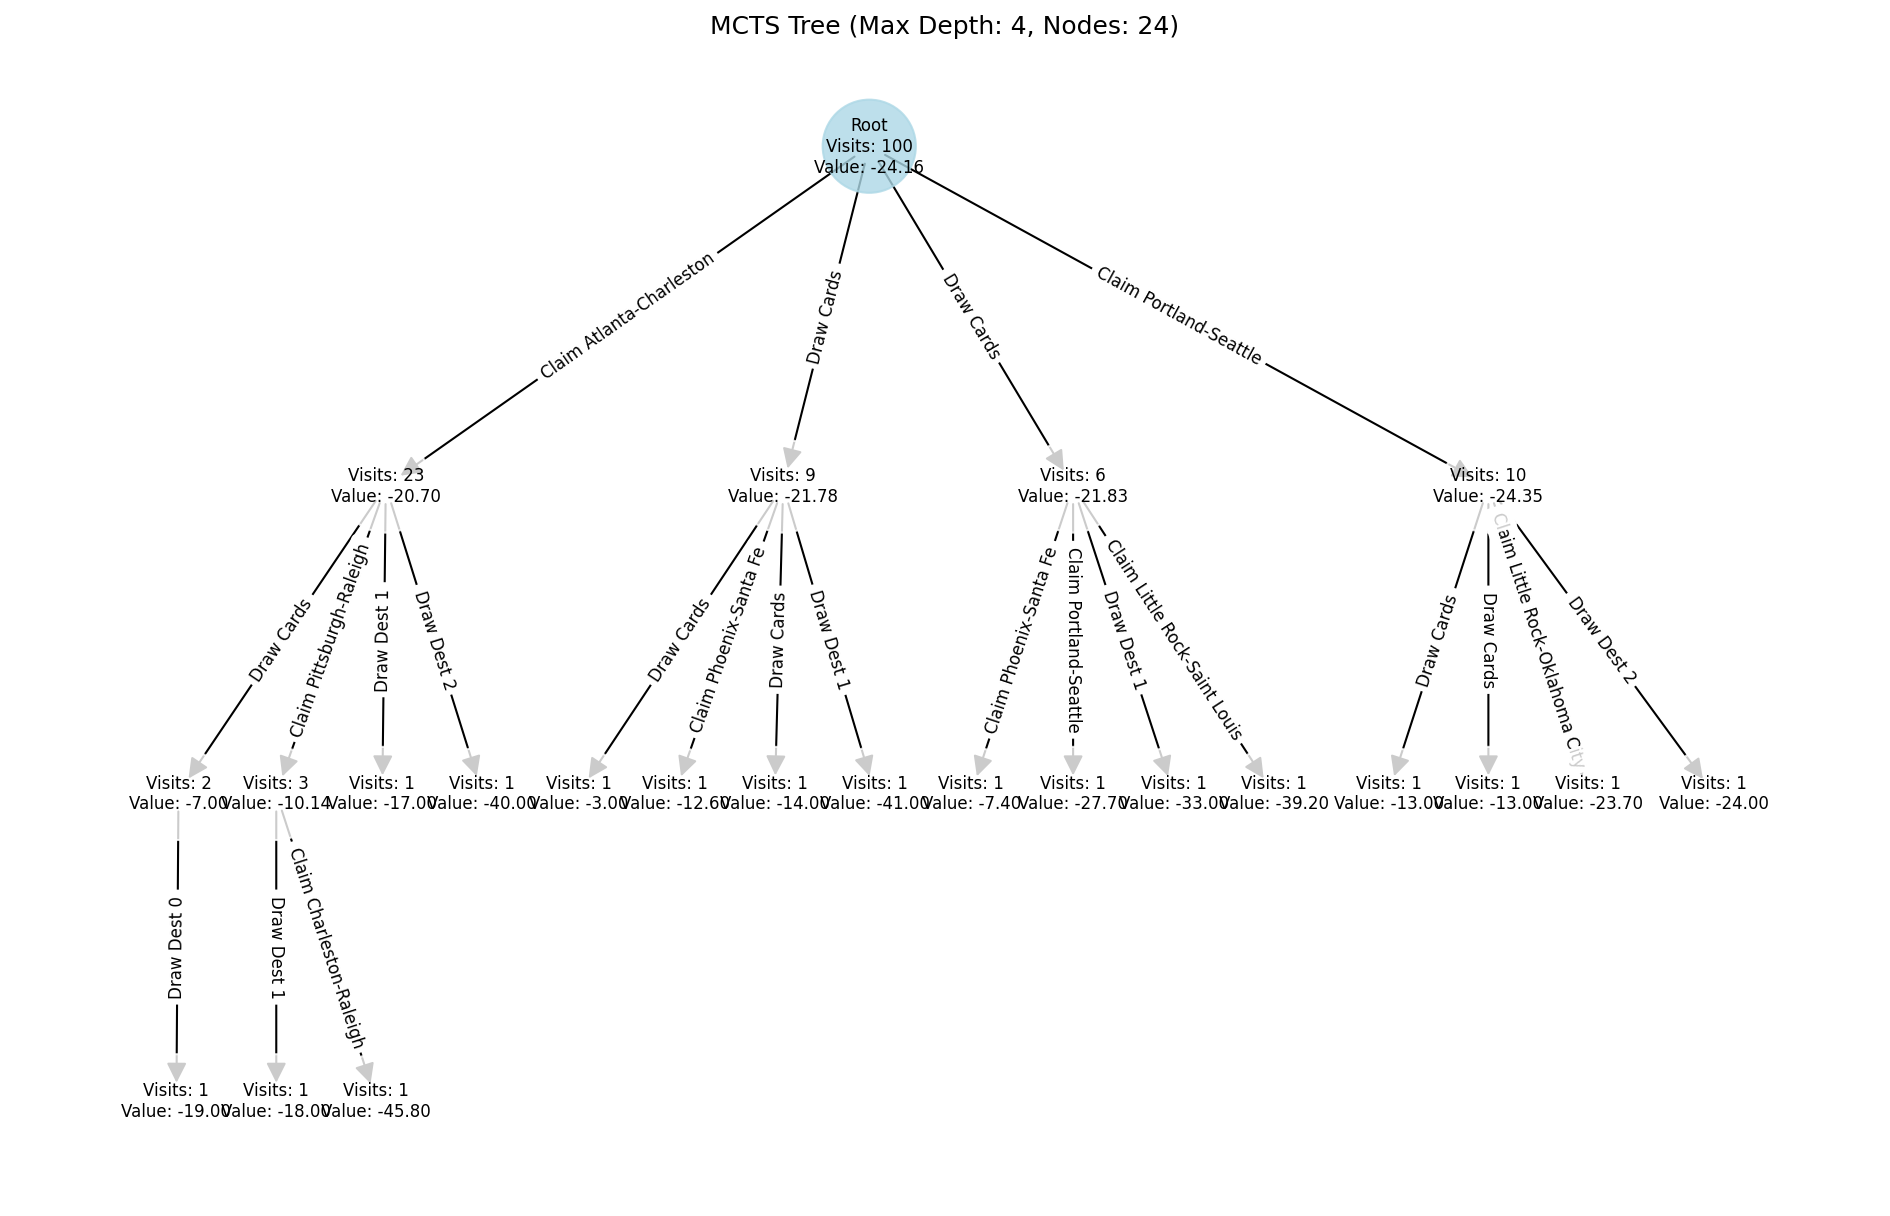 MCTS Tree (Max Depth: 4, Nodes: 24)
Root
Visits: 100
Value: -24.16
Claim Atlanta-Charleston
Draw Cards
Draw Cards
Claim Portland-Seattle
Visits: 23
Value: -20.70
Visits: 9
Value: -21.78
Visits: 6
Value: -21.83
Visits: 10
Value: -24.35
Draw Cards
Claim Pittsburgh-Raleigh
Draw Dest 1
Draw Dest 2
Draw Cards
Claim Phoenix-Santa Fe
Draw Cards
Draw Dest 1
Claim Phoenix-Santa Fe
Claim Portland-Seattle
Draw Dest 1
Claim Little Rock-Saint Louis
Draw Cards
Draw Cards
Claim Little Rock-Oklahoma City
Draw Dest 2
Visits: 2
Value: -7.00
Visits: 3
Value: -10.14
Visits: 1
Value: -17.00
Visits: 1
Value: -40.00
Visits: 1
Value: -3.00
Visits: 1
Value: -12.60
Visits: 1
Value: -14.00
Visits: 1
Value: -41.00
Visits: 1
Value: -7.40
Visits: 1
Value: -27.70
Visits: 1
Value: -33.00
Visits: 1
Value: -39.20
Visits: 1
Value: -13.00
Visits: 1
Value: -13.00
Visits: 1
Value: -23.70
Visits: 1
Value: -24.00
Draw Dest 0
Draw Dest 1
Claim Charleston-Raleigh
Visits: 1
Value: -19.00
Visits: 1
Value: -18.00
Visits: 1
Value: -45.80